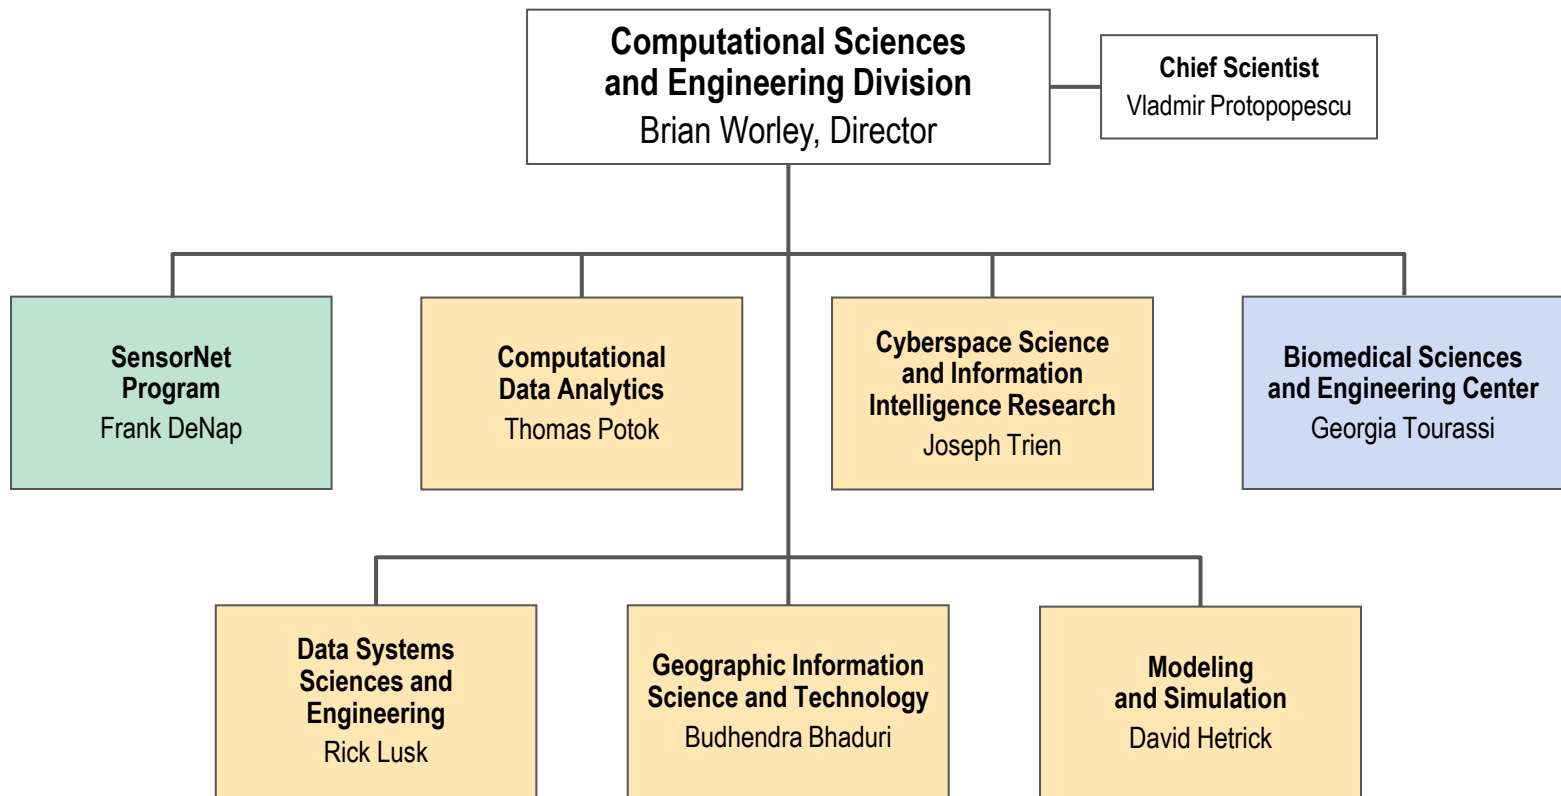 Computational Sciences
and Engineering Division
Brian Worley, Director
Chief Scientist
Vladmir Protopopescu
SensorNet
Program
Frank DeNap
Computational
Data Analytics
Thomas Potok
Cyberspace Science
and Information
Intelligence Research
Joseph Trien
Biomedical Sciences
and Engineering Center
Georgia Tourassi
Data Systems
Sciences and
Engineering
Rick Lusk
Geographic Information
Science and Technology
Budhendra Bhaduri
Modeling
and Simulation
David Hetrick